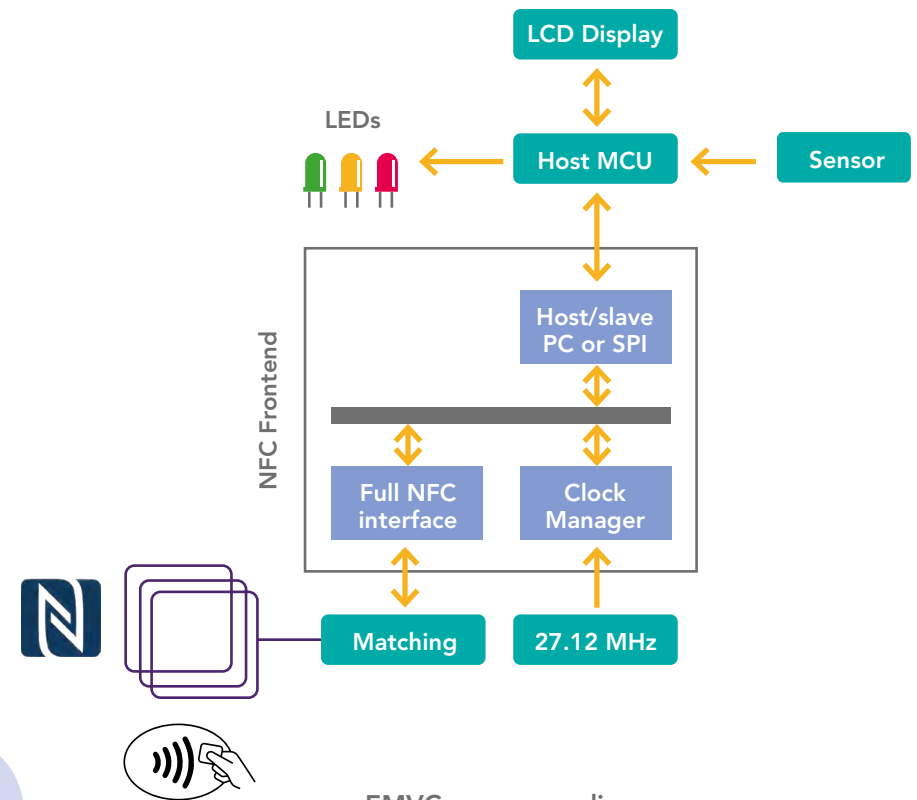 LCD Display
LEDs
Host MCU
Sensor
Host/slave
PC or SPI
NFC Frontend
Full NFC
interface
Clock
Manager
Matching
27.12 MHz